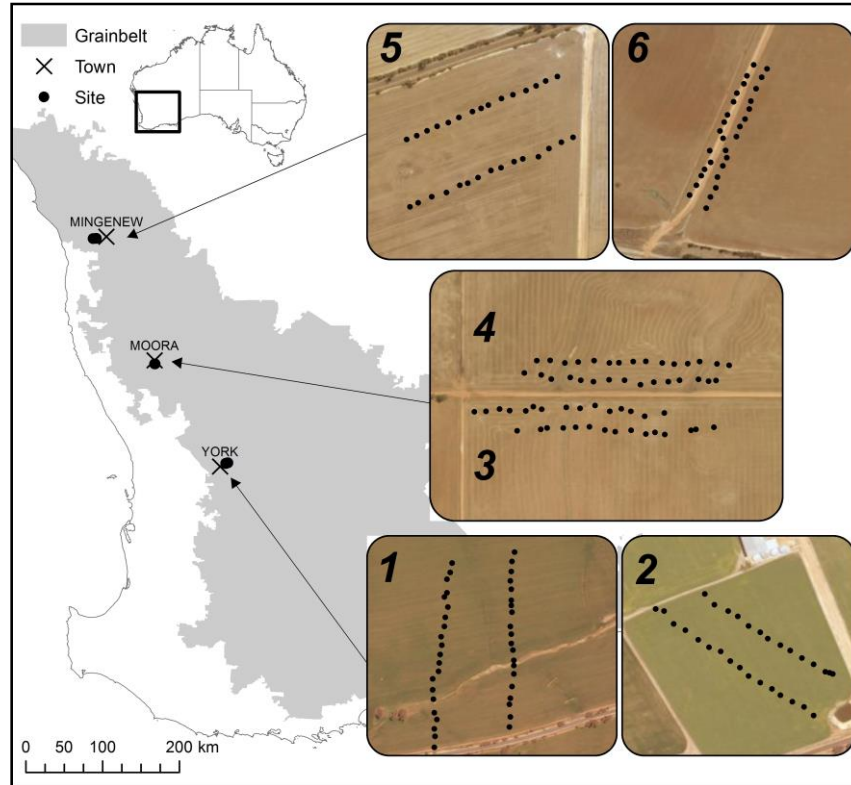 Grainbelt
Town
Site
MINGENEW
MOORA
YORK
5
6
4
3
1
2
0 50 100 200 km